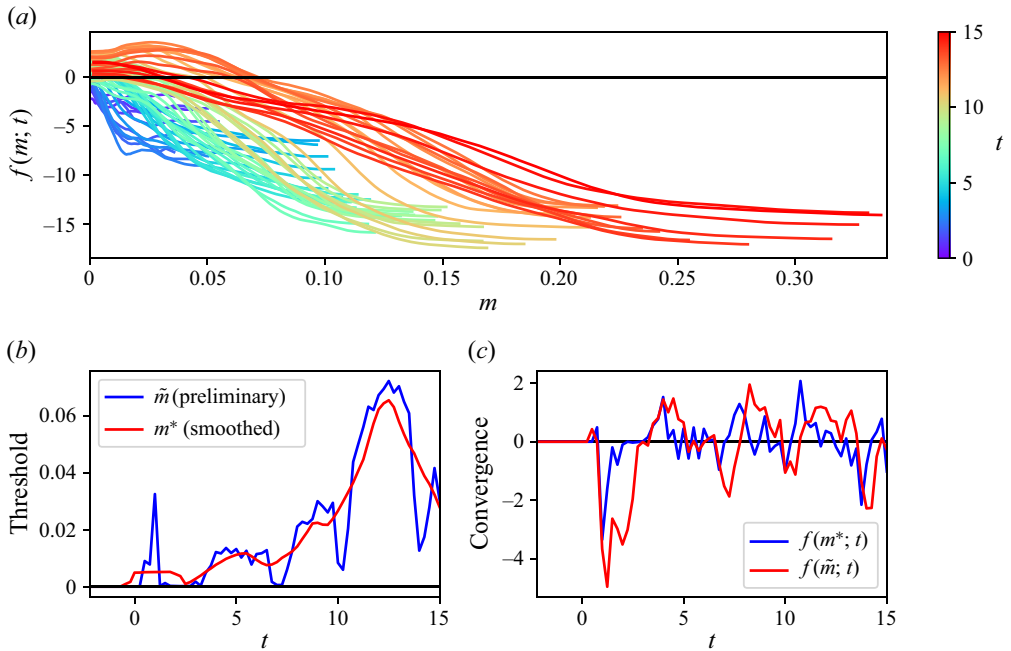 (a)
0
−5
−10
−15
f(m; t)
0 0.05 0.10 0.15 0.20 0.25 0.30
m
15
10
5
0
t
(b)
m̃ (preliminary)
m* (smoothed)
0.06
0.04
0.02
0
Threshold
0 5 10 15
t
(c)
2
0
−2
−4
Convergence
f(m*; t)
f(m̃; t)
0 5 10 15
t